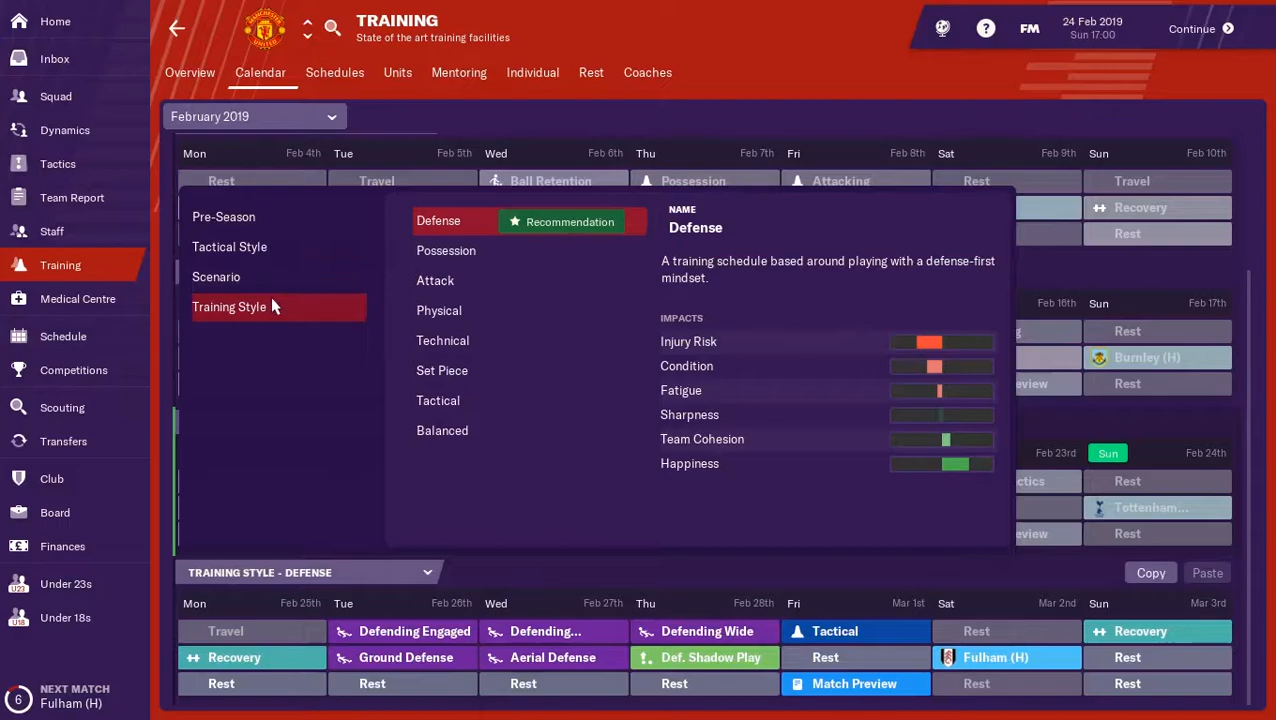 Home
Inbox
Squad
Dynamics
Tactics
Team Report
Staff
Training
Medical Centre
Schedule
Competitions
Scouting
Transfers
Club
Board
Finances
U23 Under 23s
U18 Under 18s
6 NEXT MATCH
Fulham (H)
MANCHESTER UNITED
TRAINING
State of the art training facilities
? FM 24 Feb 2019
Sun 17:00
Continue
Overview Calendar Schedules Units Mentoring Individual Rest Coaches
February 2019
Mon Feb 4th Tue Feb 5th Wed Feb 6th Thu Feb 7th Fri Feb 8th Sat Feb 9th Sun Feb 10th
Rest Travel Ball Retention Possession Attacking Rest Travel
Recovery
Rest
Feb 16th Sun Feb 17th
Rest
Burnley (H)
eview Rest
Feb 23rd Sun Feb 24th
ctics Rest
Tottenham...
eview Rest
Pre-Season
Tactical Style
Scenario
Training Style
Defense Recommendation
Possession
Attack
Physical
Technical
Set Piece
Tactical
Balanced
NAME
Defense
A training schedule based around playing with a defense-first
mindset.
IMPACTS
Injury Risk
Condition
Fatigue
Sharpness
Team Cohesion
Happiness
TRAINING STYLE - DEFENSE Copy Paste
Mon Feb 25th Tue Feb 26th Wed Feb 27th Thu Feb 28th Fri Mar 1st Sat Mar 2nd Sun Mar 3rd
Travel Defending Engaged Defending... Defending Wide Tactical Rest Recovery
Recovery Ground Defense Aerial Defense Def. Shadow Play Rest Fulham (H) Rest
Rest Rest Rest Rest Match Preview Rest Rest